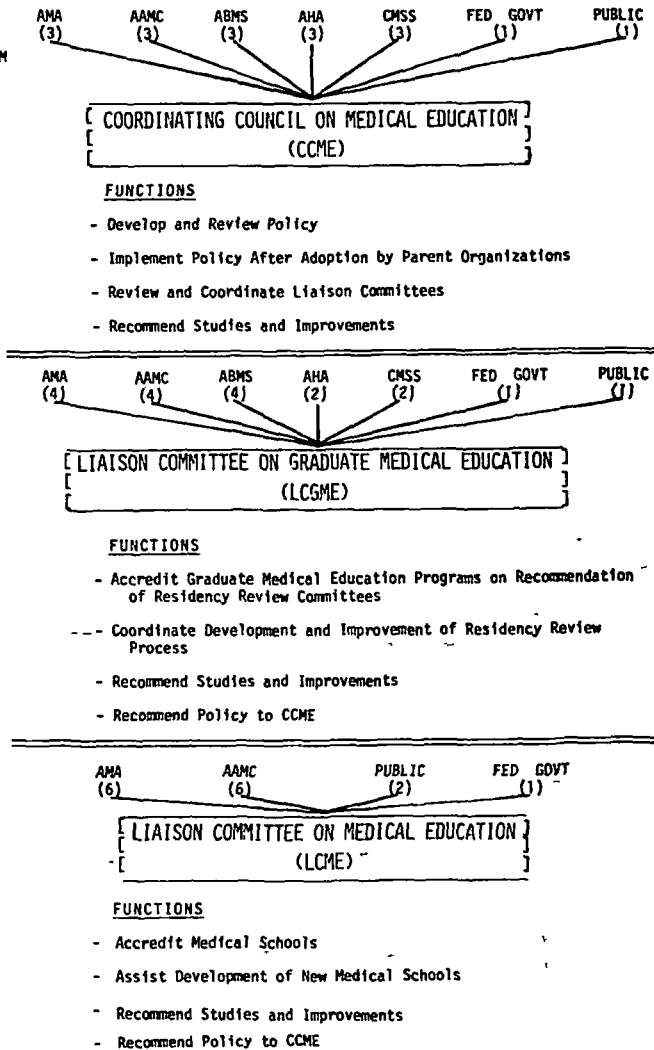 AMA AAMC ABMS AHA CMSS FED GOVT PUBLIC
(3) (3) (3) (3) (3) (1) (1)
M
COORDINATING COUNCIL ON MEDICAL EDUCATION
(CCME)
FUNCTIONS
- Develop and Review Policy
- Implement Policy After Adoption by Parent Organizations
- Review and Coordinate Liaison Committees
- Recommend Studies and Improvements
AMA AAMC ABMS AHA CMSS FED GOVT PUBLIC
(4) (4) (4) (2) (2) (1) (1)
LIAISON COMMITTEE ON GRADUATE MEDICAL EDUCATION
(LCGME)
FUNCTIONS
- Accredit Graduate Medical Education Programs on Recommendation
of Residency Review Committees
- Coordinate Development and Improvement of Residency Review
Process
- Recommend Studies and Improvements
- Recommend Policy to CCME
AMA AAMC PUBLIC FED GOVT
(6) (6) (2) (1)
LIAISON COMMITTEE ON MEDICAL EDUCATION
(LCME)
FUNCTIONS
- Accredit Medical Schools
- Assist Development of New Medical Schools
- Recommend Studies and Improvements
- Recommend Policy to CCME